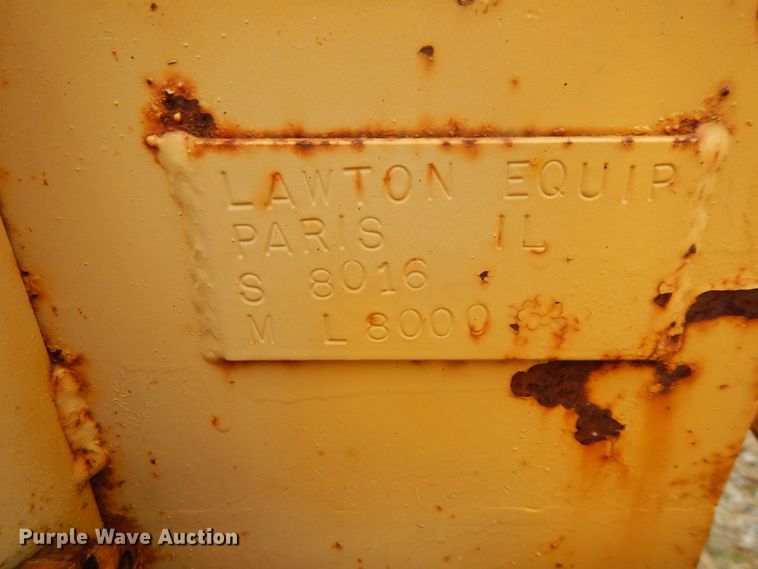 LAWTON EQUIP
PARIS IL
S 8016
M L8000
Purple Wave Auction